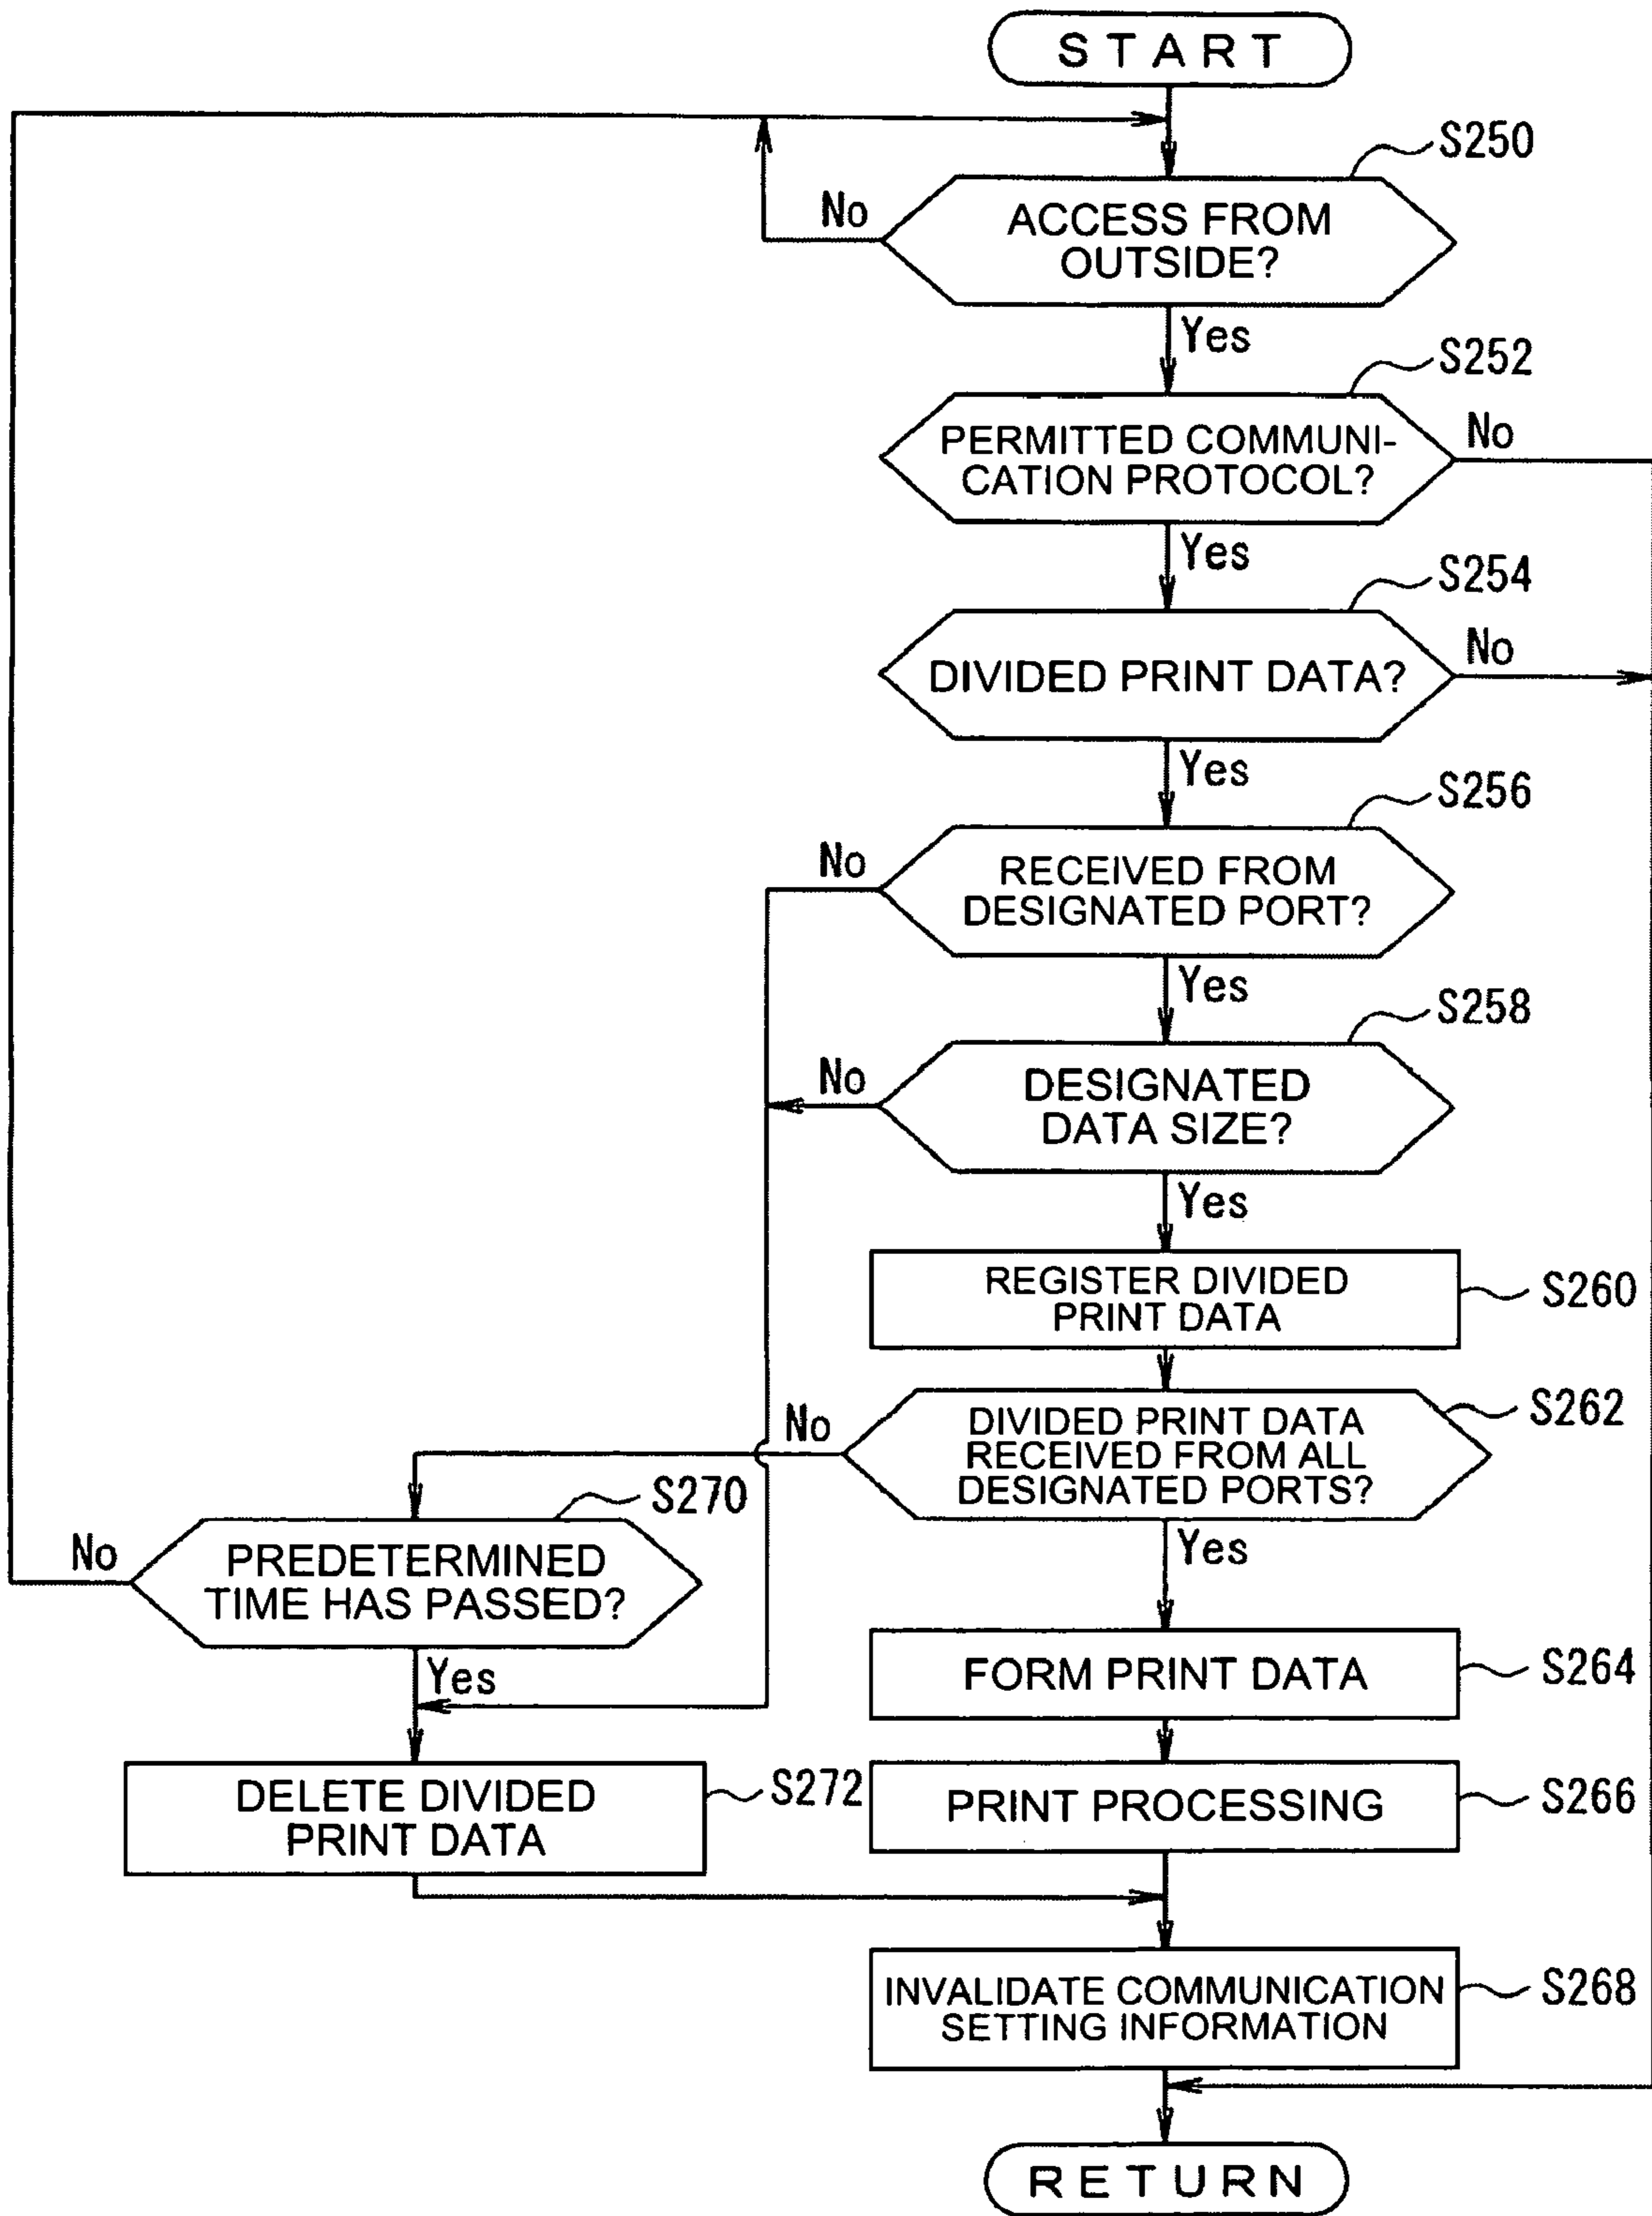 START
S250
No
ACCESS FROM
OUTSIDE?
Yes
S252
PERMITTED COMMUNI-
CATION PROTOCOL?
No
Yes
S254
DIVIDED PRINT DATA?
No
Yes
S256
No
RECEIVED FROM
DESIGNATED PORT?
Yes
S258
No
DESIGNATED
DATA SIZE?
Yes
REGISTER DIVIDED
PRINT DATA
S260
S262
No
DIVIDED PRINT DATA
RECEIVED FROM ALL
DESIGNATED PORTS?
Yes
S270
No
PREDETERMINED
TIME HAS PASSED?
Yes
FORM PRINT DATA
S264
DELETE DIVIDED
PRINT DATA
S272
PRINT PROCESSING
S266
INVALIDATE COMMUNICATION
SETTING INFORMATION
S268
RETURN